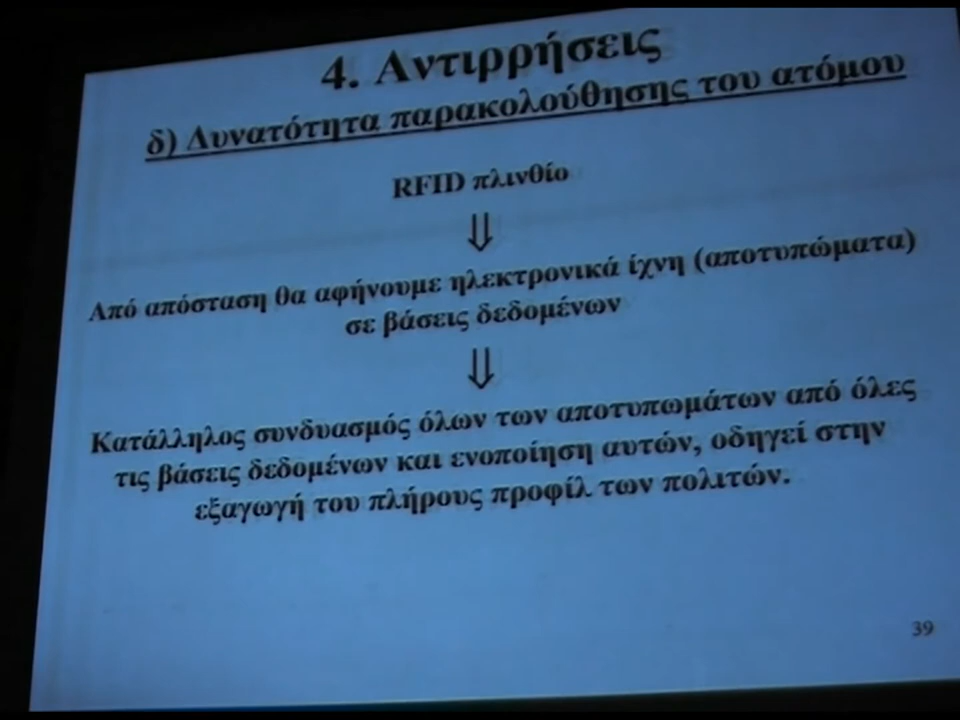 4. Αντιρρήσεις
δ) Δυνατότητα παρακολούθησης του ατόμου
RFID πλινθίο
⇓
Από απόσταση θα αφήνουμε ηλεκτρονικά ίχνη (αποτυπώματα)
σε βάσεις δεδομένων
⇓
Κατάλληλος συνδυασμός όλων των αποτυπωμάτων από όλες
τις βάσεις δεδομένων και ενοποίηση αυτών, οδηγεί στην
εξαγωγή του πλήρους προφίλ των πολιτών.
39